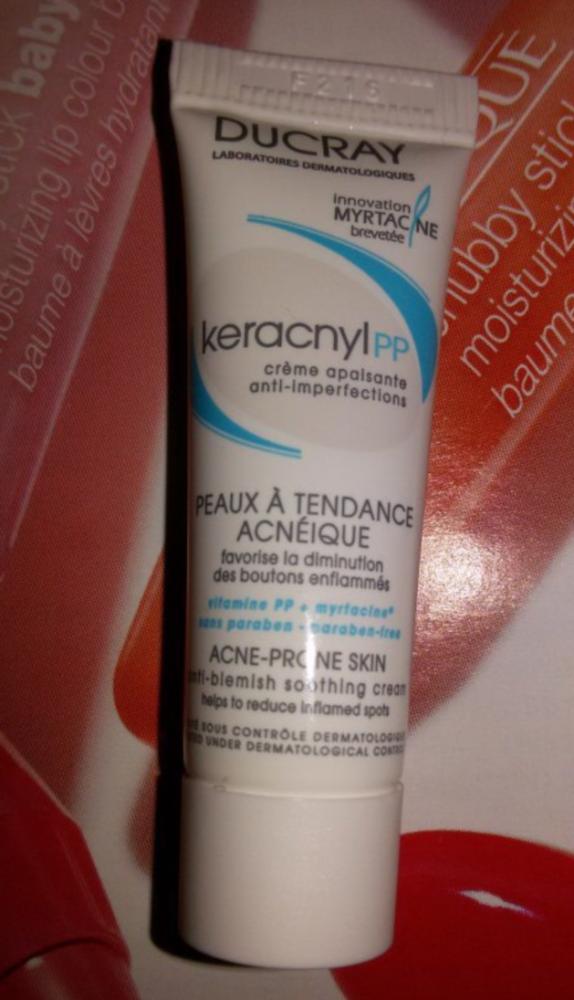 F216
DUCRAY
LABORATOIRES DERMATOLOGIQUES
innovation
MYRTACINE
brevetée
keracnyl PP
crème apaisante
anti-imperfections
PEAUX À TENDANCE
ACNÉIQUE
favorise la diminution
des boutons enflammés
vitamine PP + myrtacine®
sans paraben - paraben-free
ACNE-PRONE SKIN
anti-blemish soothing cream
helps to reduce inflamed spots
SOUS CONTRÔLE DERMATOLOGIQUE
UNDER DERMATOLOGICAL CONTROL
baby
moisturizing lip colour
baume à lèvres hydratant
QUE
chubby stick
moisturizing
baume